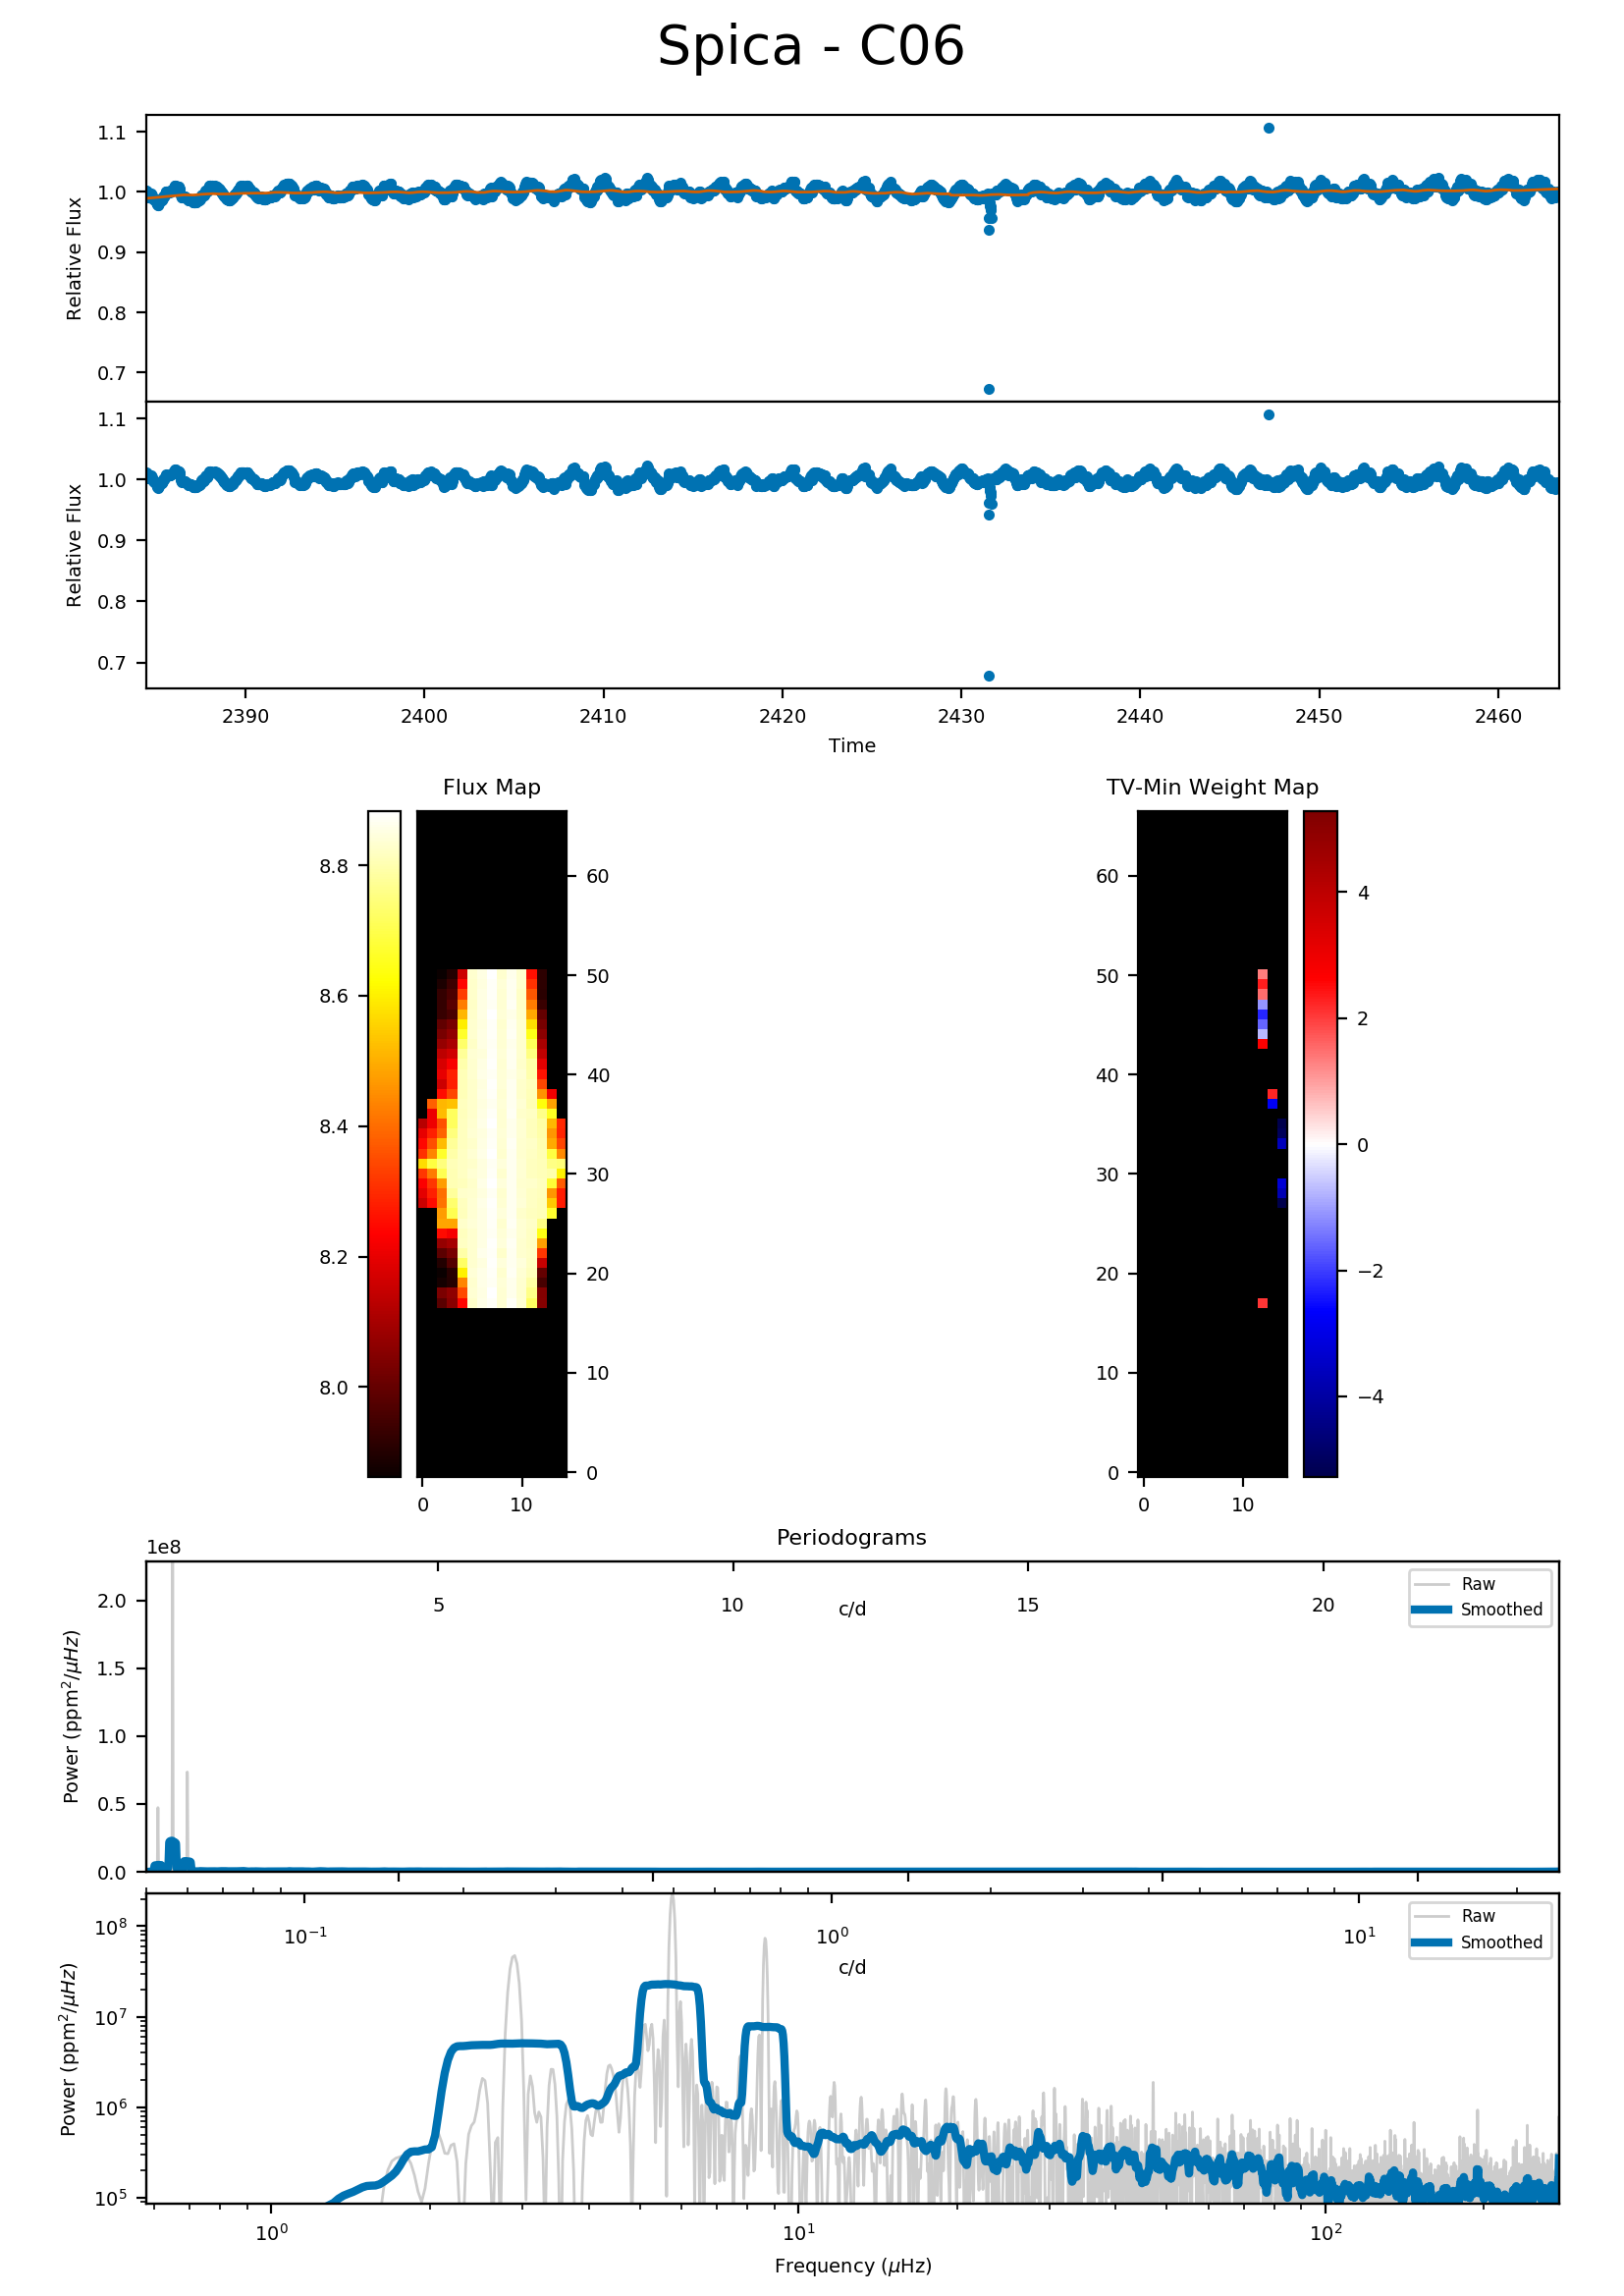 Spica - C06
1.1
1.0
0.9
0.8
0.7
Relative Flux
1.1
1.0
0.9
0.8
0.7
Relative Flux
2390 2400 2410 2420 2430 2440 2450 2460
Time
Flux Map
8.8
8.6
8.4
8.2
8.0
60
50
40
30
20
10
0
0 10
TV-Min Weight Map
60
50
40
30
20
10
0
0 10
4
2
0
−2
−4
Periodograms
1e8
2.0
1.5
1.0
0.5
0.0
Power (ppm²/μHz)
5 10 15 20
c/d
Raw
Smoothed
10⁸
10⁷
10⁶
10⁵
Power (ppm²/μHz)
10⁻¹ 10⁰ 10¹
c/d
Raw
Smoothed
10⁰ 10¹ 10²
Frequency (μHz)